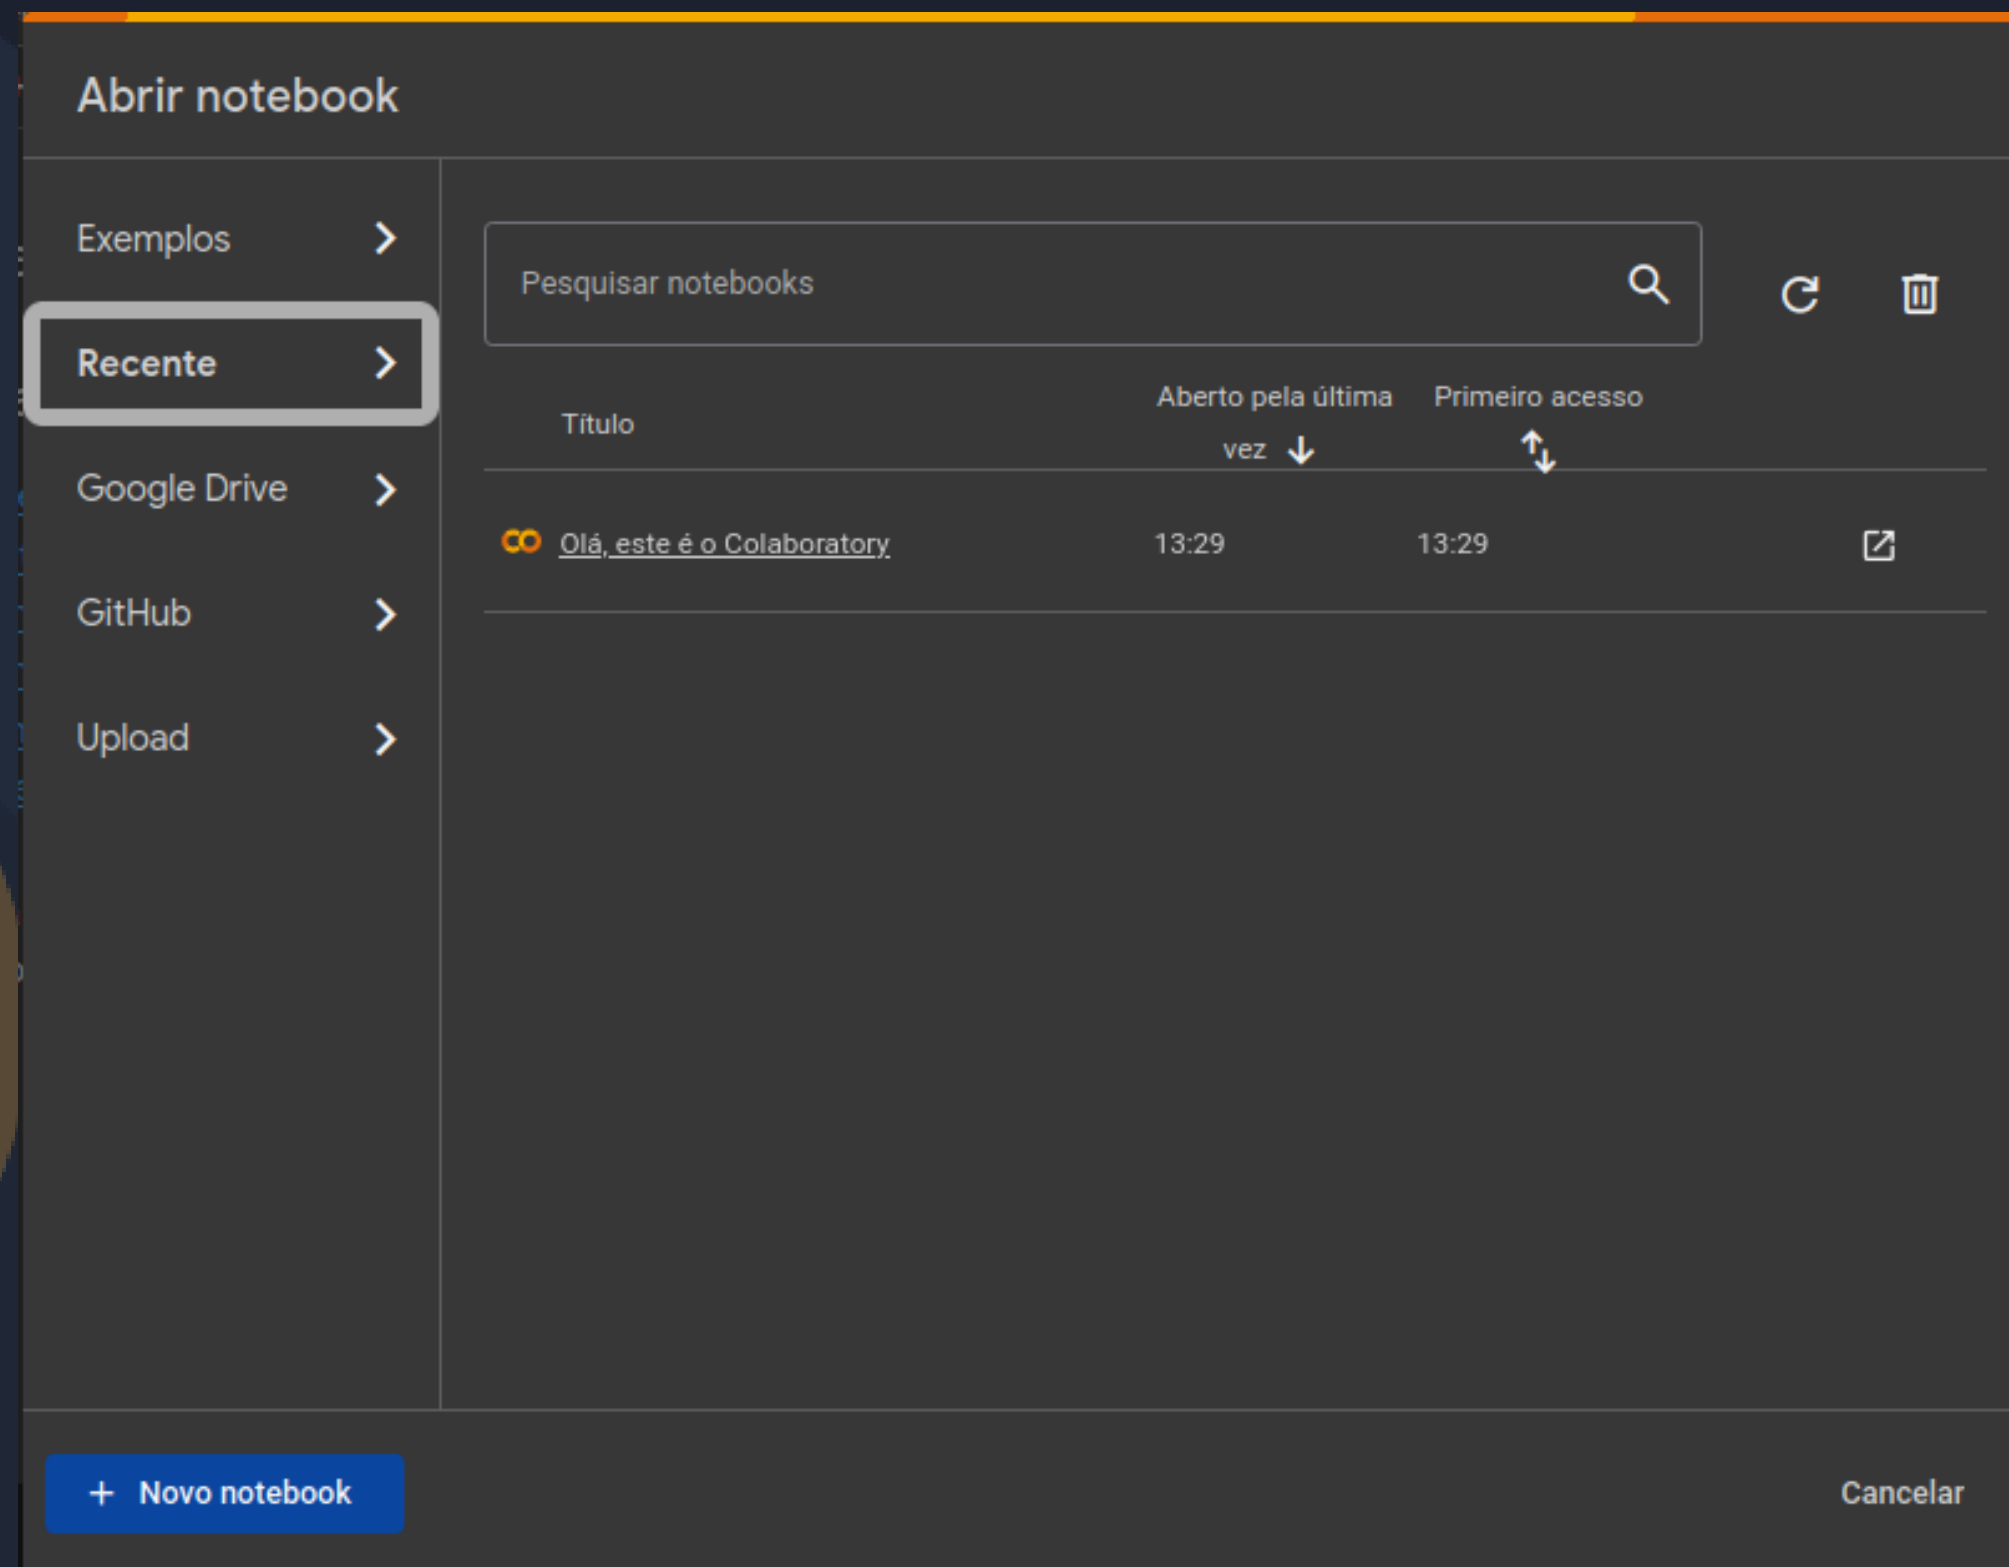 Abrir notebook
Exemplos
Recente
Google Drive
GitHub
Upload
Pesquisar notebooks
Título
Aberto pela última vez
Primeiro acesso
Olá, este é o Colaboratory
13:29
13:29
Novo notebook
Cancelar